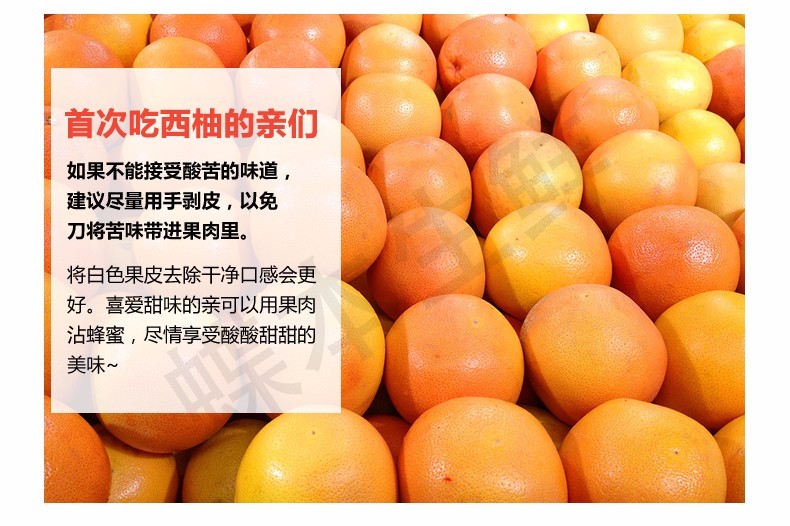 首次吃西柚的亲们
如果不能接受酸苦的味道，
建议尽量用手剥皮，以免
刀将苦味带进果肉里。
将白色果皮去除干净口感会更
好。喜爱甜味的亲可以用果肉
沾蜂蜜，尽情享受酸酸甜甜的
美味~
蝶本生鲜